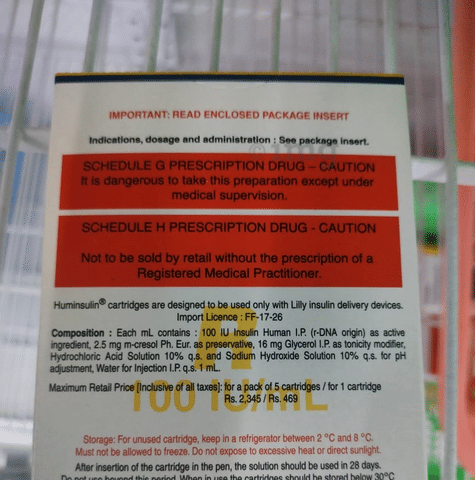 IMPORTANT: READ ENCLOSED PACKAGE INSERT
Indications, dosage and administration : See package insert.
SCHEDULE G PRESCRIPTION DRUG – CAUTION
It is dangerous to take this preparation except under
medical supervision.
SCHEDULE H PRESCRIPTION DRUG - CAUTION
Not to be sold by retail without the prescription of a
Registered Medical Practitioner.
Huminsulin® cartridges are designed to be used only with Lilly insulin delivery devices.
Import Licence : FF-17-26
Composition : Each mL contains : 100 IU Insulin Human I.P. (r-DNA origin) as active
ingredient, 2.5 mg m-cresol Ph. Eur. as preservative, 16 mg Glycerol I.P. as tonicity modifier,
Hydrochloric Acid Solution 10% q.s. and Sodium Hydroxide Solution 10% q.s. for pH
adjustment, Water for Injection I.P. q.s. 1 mL.
Maximum Retail Price [Inclusive of all taxes]: for a pack of 5 cartridges / for 1 cartridge
Rs. 2,345 / Rs. 469
100 IU/mL
Storage: For unused cartridge, keep in a refrigerator between 2 °C and 8 °C.
Must not be allowed to freeze. Do not expose to excessive heat or direct sunlight.
After insertion of the cartridge in the pen, the solution should be used in 28 days.
Do not use beyond this period. When in use the cartridges should be stored below 30°C